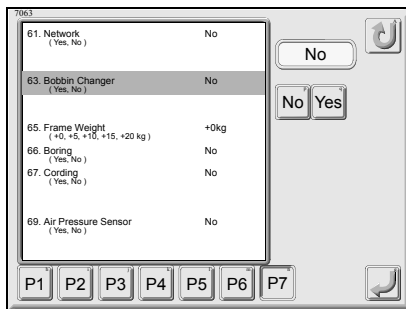 7063
61. Network No
( Yes, No )
63. Bobbin Changer No
( Yes, No )
65. Frame Weight +0kg
( +0, +5, +10, +15, +20 kg )
66. Boring No
( Yes, No )
67. Cording No
( Yes, No )
69. Air Pressure Sensor No
( Yes, No )
No
No Yes
P1 P2 P3 P4 P5 P6 P7